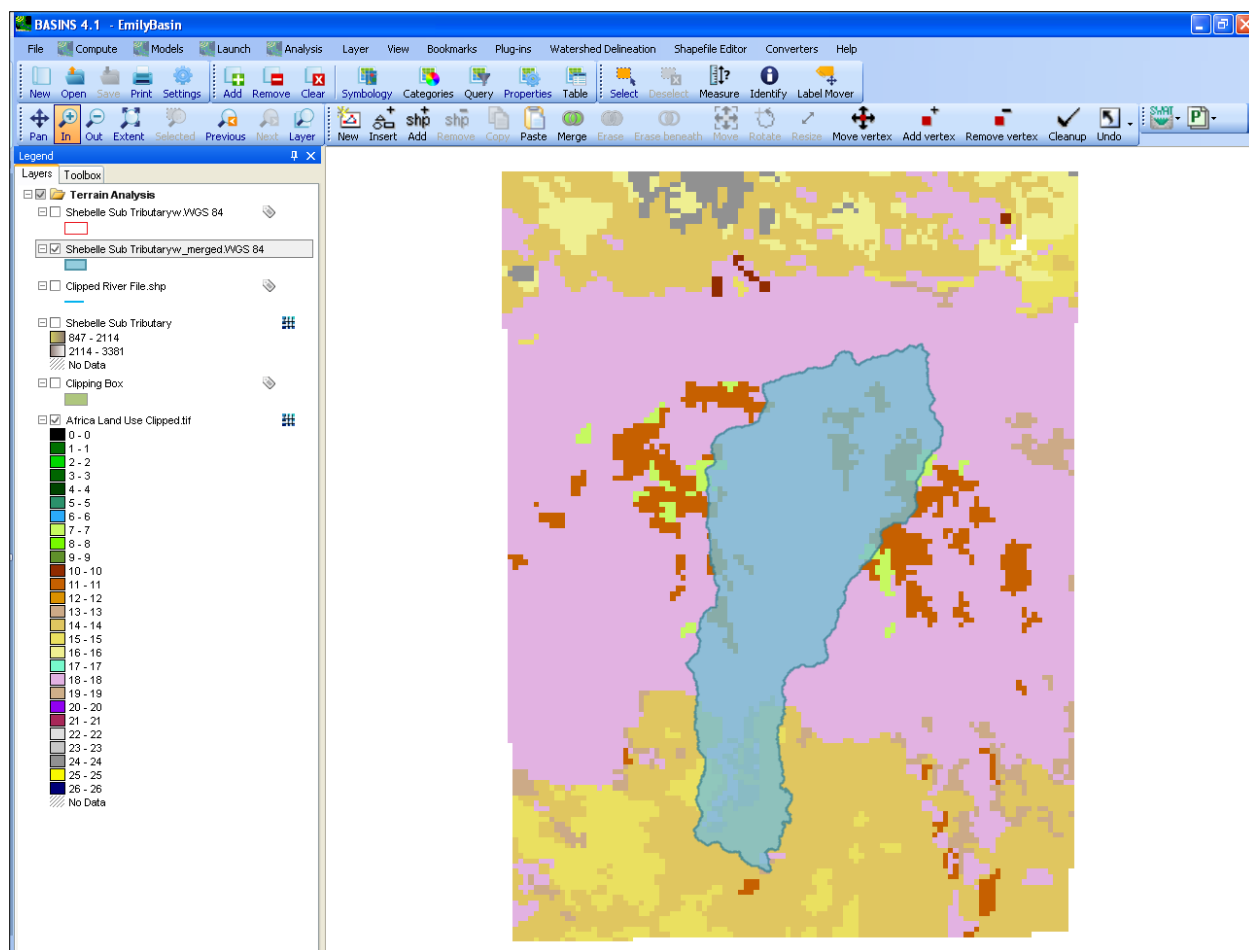 BASINS 4.1 - EmilyBasin
File Compute Models Launch Analysis Layer View Bookmarks Plug-ins Watershed Delineation Shapefile Editor Converters Help
New Open Save Print Settings Add Remove Clear Symbology Categories Query Properties Table Select Deselect Measure Identify Label Mover
Pan In Out Extent Selected Previous Next Layer New Insert Add Remove Copy Paste Merge Erase Erase beneath Move Rotate Resize Move vertex Add vertex Remove vertex Cleanup Undo
Legend
Layers Toolbox
Terrain Analysis
Shebelle Sub Tributaryw.WGS 84
Shebelle Sub Tributaryw_merged.WGS 84
Clipped River File.shp
Shebelle Sub Tributary
847 - 2114
2114 - 3381
No Data
Clipping Box
Africa Land Use Clipped.tif
0 - 0
1 - 1
2 - 2
3 - 3
4 - 4
5 - 5
6 - 6
7 - 7
8 - 8
9 - 9
10 - 10
11 - 11
12 - 12
13 - 13
14 - 14
15 - 15
16 - 16
17 - 17
18 - 18
19 - 19
20 - 20
21 - 21
22 - 22
23 - 23
24 - 24
25 - 25
26 - 26
No Data